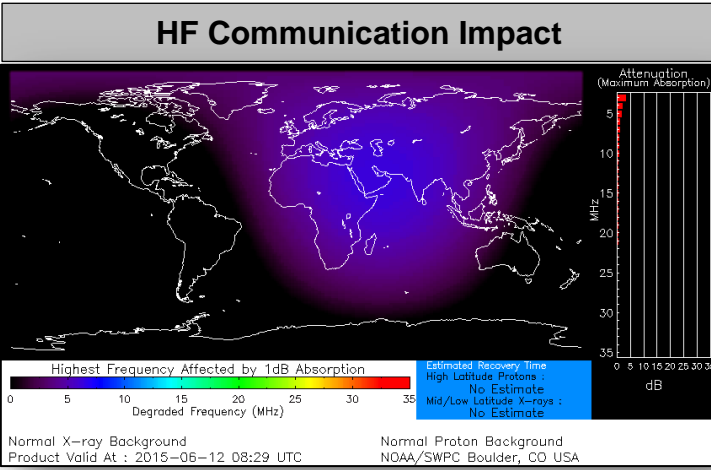 HF Communication Impact
Attenuation
(Maximum Absorption)
5
10
15
20
25
30
35
MHz
0 5 10 15 20 25 30 3
dB
Highest Frequency Affected by 1dB Absorption
0 5 10 15 20 25 30 35
Degraded Frequency (MHz)
Estimated Recovery Time
High Latitude Protons :
No Estimate
Mid/Low Latitude X-rays :
No Estimate
Normal X-ray Background
Normal Proton Background
Product Valid At : 2015-06-12 08:29 UTC
NOAA/SWPC Boulder, CO USA